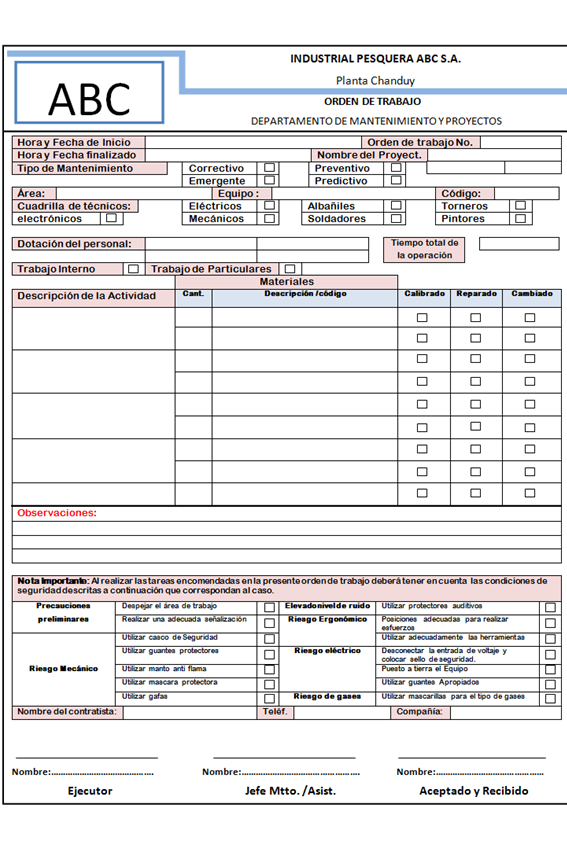 INDUSTRIAL PESQUERA ABC S.A.
ABC
Planta Chanduy
ORDEN DE TRABAJO
DEPARTAMENTO DE MANTENIMIENTO Y PROYECTOS
Hora y Fecha de Inicio Orden de trabajo No.
Hora y Fecha finalizado Nombre del Proyect.
Tipo de Mantenimiento Correctivo Preventivo
Emergente Predictivo
Área: Equipo : Código:
Cuadrilla de técnicos: Eléctricos Albañiles Torneros
electrónicos Mecánicos Soldadores Pintores
Dotación del personal: Tiempo total de
la operación
Trabajo Interno Trabajo de Particulares
Materiales
Descripción de la Actividad Cant. Descripción /código Calibrado Reparado Cambiado
Observaciones:
Nota Importante: Al realizar las tareas encomendadas en la presente orden de trabajo deberá tener en cuenta las condiciones de
seguridad descritas a continuación que correspondan al caso.
Precauciones Despejar el área de trabajo Elevado nivel de ruido Utilizar protectores auditivos
preliminares Realizar una adecuada señalización Riesgo Ergonómico Posiciones adecuadas para realizar
esfuerzos
Utilizar casco de Seguridad Utilizar adecuadamente las herramientas
Utilizar guantes protectores Riesgo eléctrico Desconectar la entrada de voltaje y
colocar sello de seguridad.
Riesgo Mecánico Utilizar manto anti flama Puesto a tierra el Equipo
Utilizar mascara protectora Utilizar guantes Apropiados
Utilizar gafas Riesgo de gases Utilizar mascarillas para el tipo de gases
Nombre del contratista: Teléf. Compañía:
Nombre:................................... Nombre:........................................ Nombre:..................................................
Ejecutor Jefe Mtto. /Asist. Aceptado y Recibido